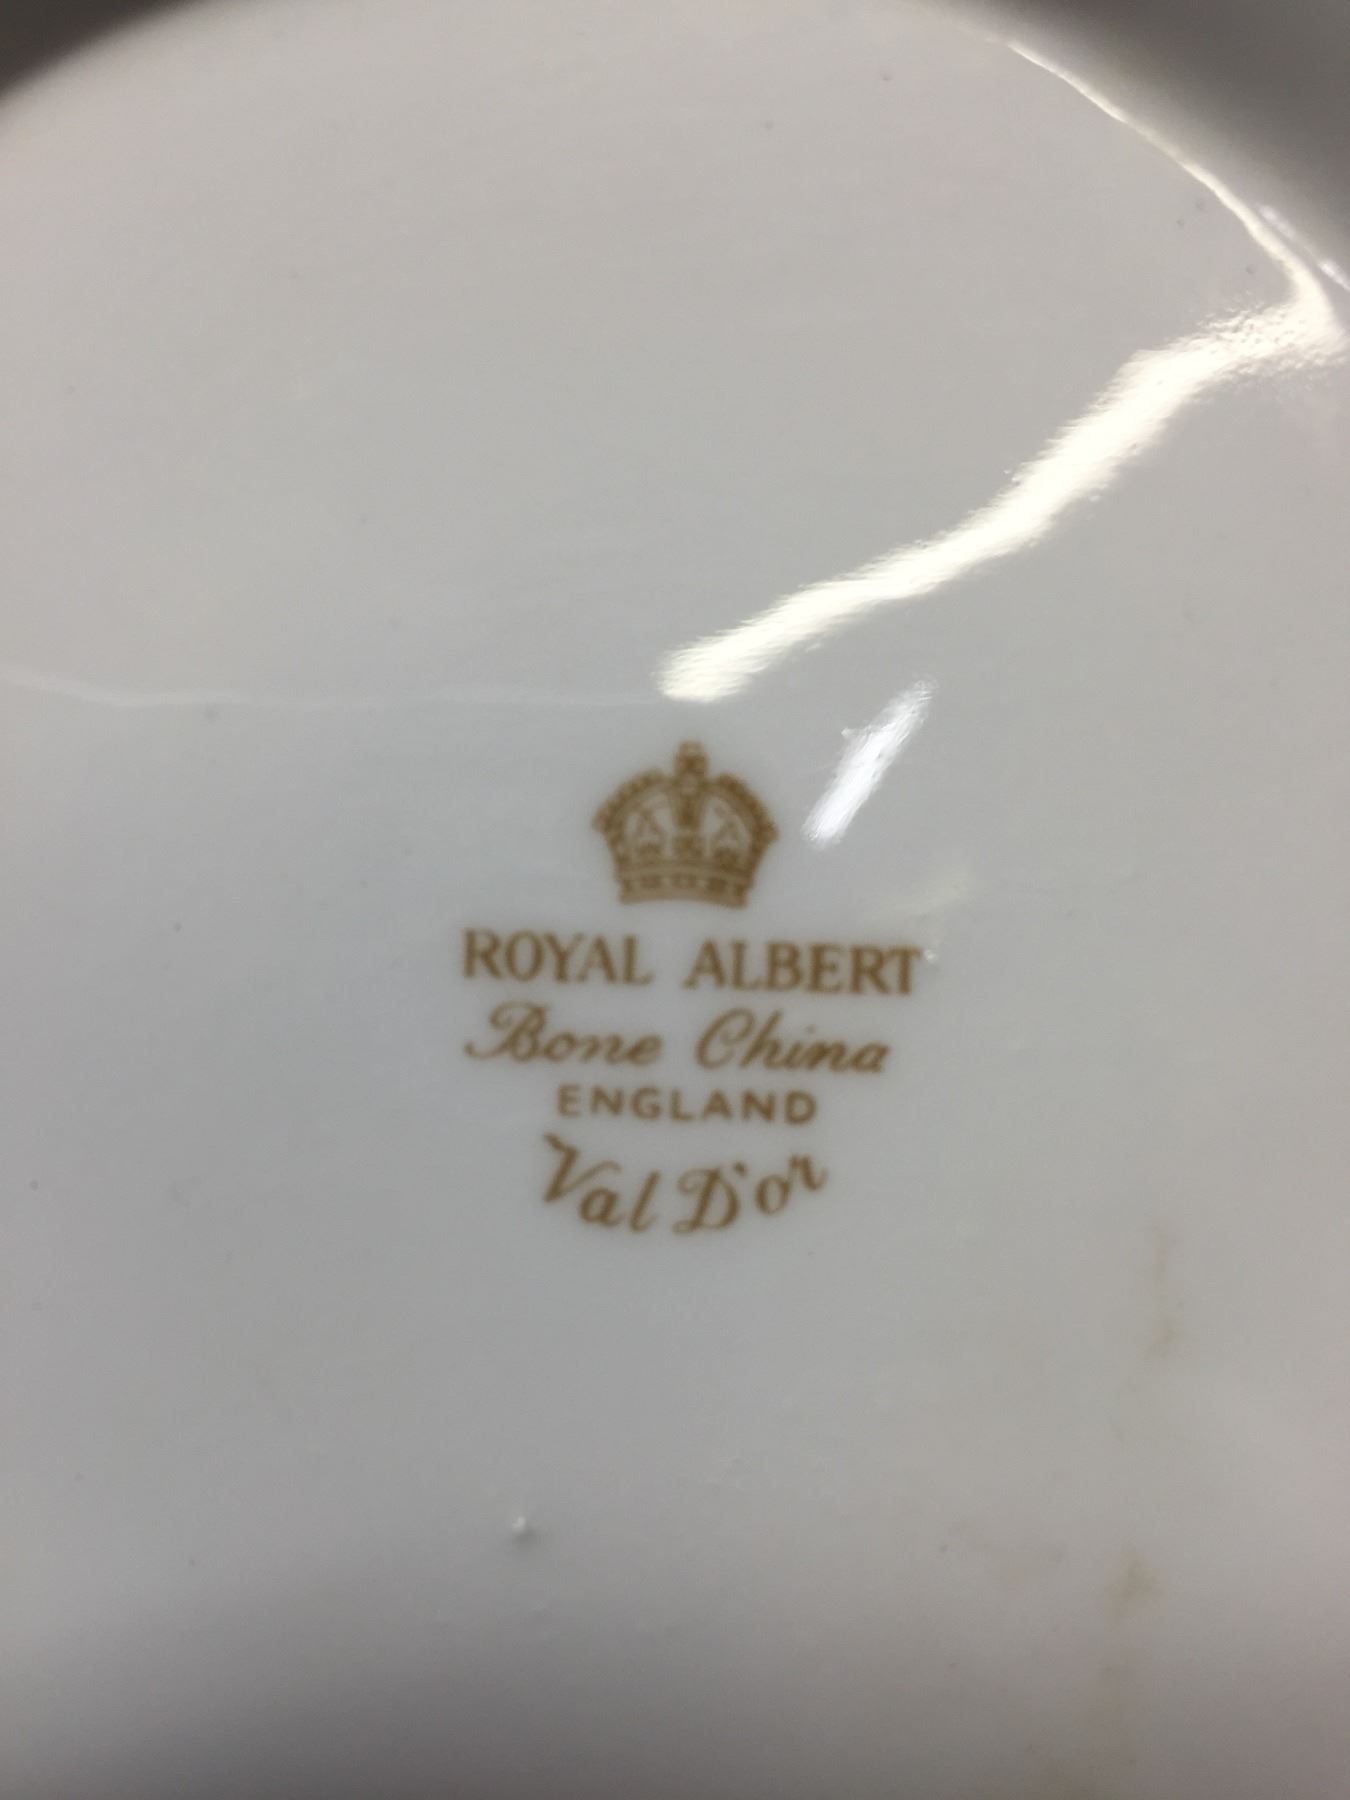 ROYAL ALBERT
Bone China
ENGLAND
Val D'or